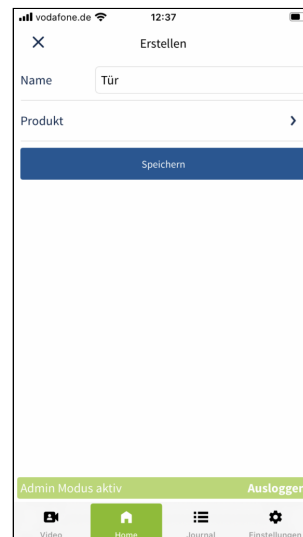 vodafone.de 12:37
Erstellen
Name Tür
Produkt
Speichern
Admin Modus aktiv Ausloggen
Video Home Journal Einstellungen